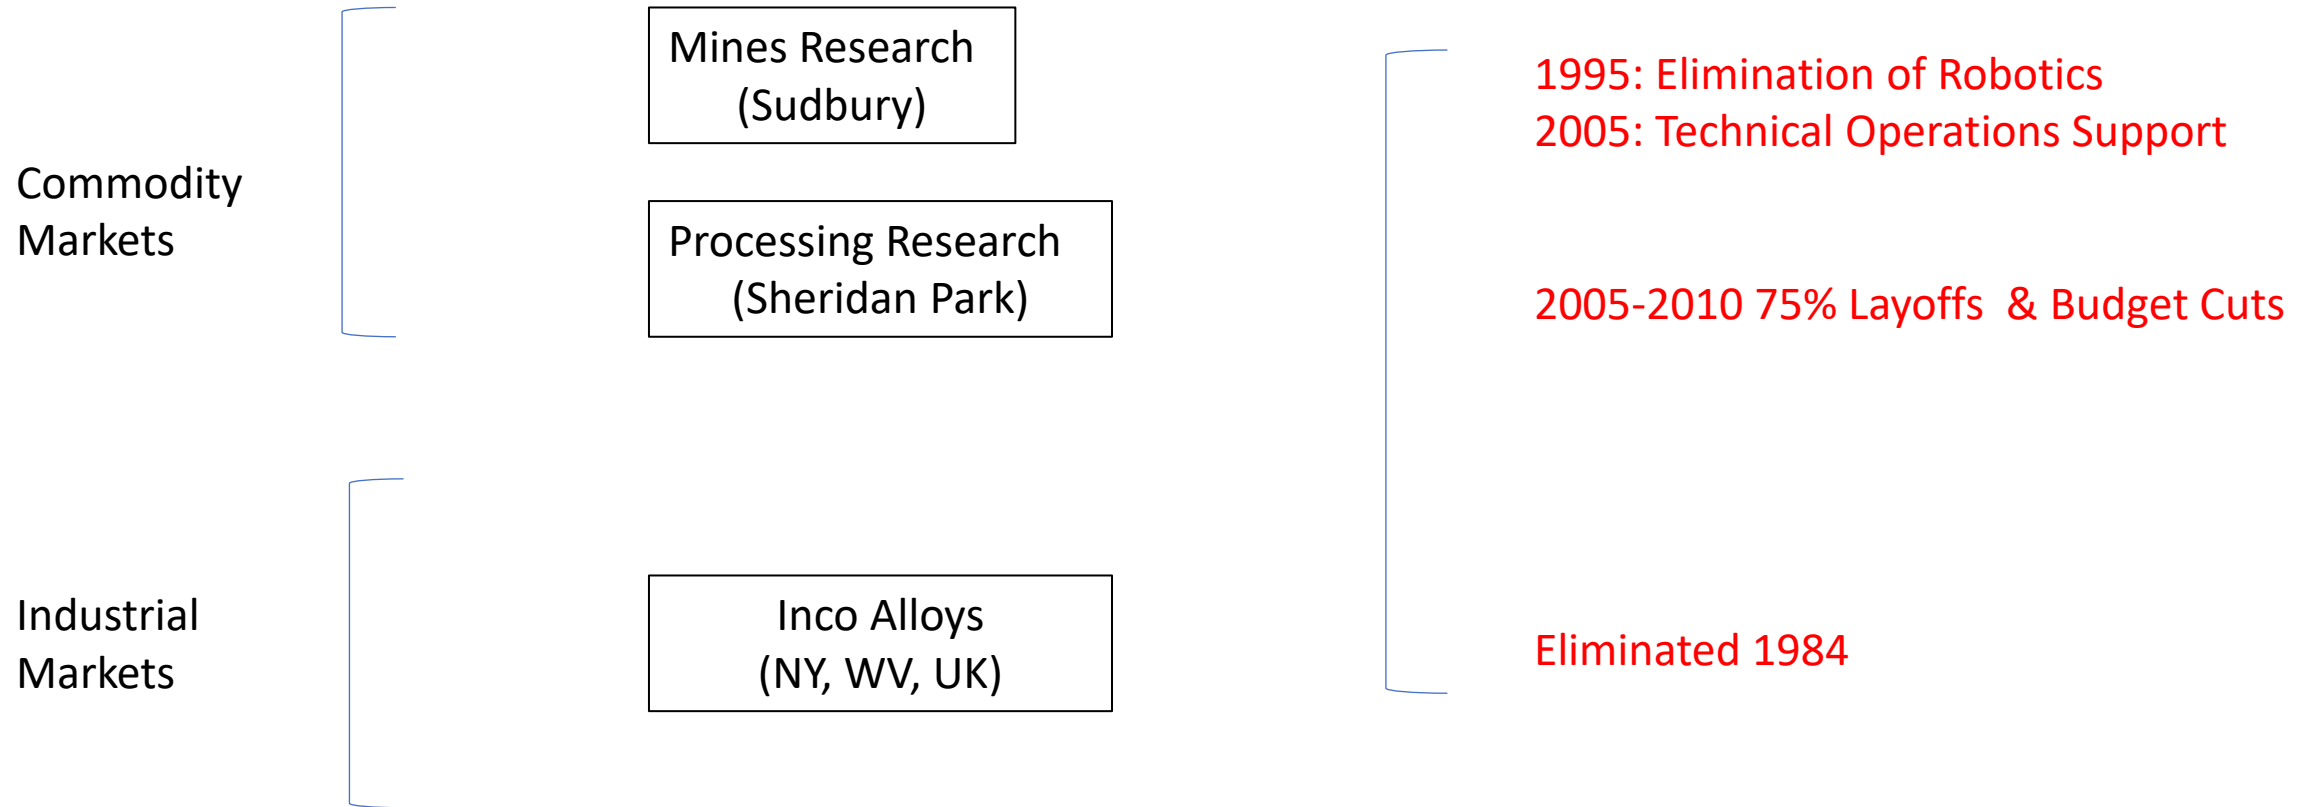 Commodity
Markets
Mines Research
(Sudbury)
Processing Research
(Sheridan Park)
1995: Elimination of Robotics
2005: Technical Operations Support
2005-2010 75% Layoffs & Budget Cuts
Industrial
Markets
Inco Alloys
(NY, WV, UK)
Eliminated 1984